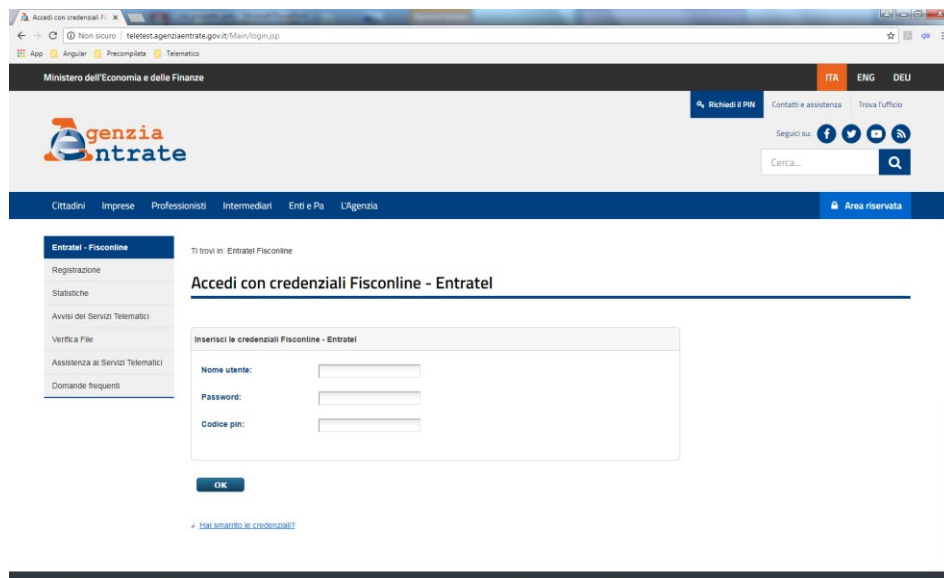 Accedi con credenziali Fi
Non sicuro | teletest.agenziaentrate.gov.it/Main/login.jsp
App Angular Precompilata Telematico
Ministero dell'Economia e delle Finanze
ITA ENG DEU
Richiedi il PIN Contatti e assistenza Trova l'ufficio
Agenzia
Entrate
Seguici su:
Cerca...
Cittadini Imprese Professionisti Intermediari Enti e Pa L'Agenzia Area riservata
Entratel - Fisconline
Registrazione
Statistiche
Avvisi dei Servizi Telematici
Verifica File
Assistenza ai Servizi Telematici
Domande frequenti
Ti trovi in: Entratel Fisconline
Accedi con credenziali Fisconline - Entratel
Inserisci le credenziali Fisconline - Entratel
Nome utente:
Password:
Codice pin:
OK
Hai smarrito le credenziali?